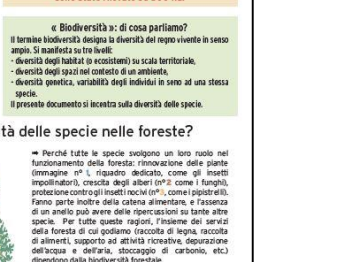 « Biodiversità »: di cosa parliamo?
Il termine biodiversità designa la diversità del regno vivente in senso
ampio. Si manifesta su tre livelli:
- diversità degli habitat (o ecosistemi) su scala territoriale,
- diversità degli spazi nel contesto di un ambiente,
- diversità genetica, variabilità degli individui in seno ad una stessa
specie.
Il presente documento si incentra sulla diversità delle specie.
tà delle specie nelle foreste?
➡ Perché tutte le specie svolgono un loro ruolo nel
funzionamento della foresta: rinnovazione delle piante
(immagine n° 1, riquadro dedicato, come gli insetti
impollinatori), crescita degli alberi (n°2 come i funghi),
protezione contro gli insetti nocivi (n°3, come i pipistrelli).
Fanno parte inoltre della catena alimentare, e l'assenza
di un anello può avere delle ripercussioni su tante altre
specie. Per tutte queste ragioni, l'insieme dei servizi
della foresta di cui godiamo (raccolta di legna, raccolta
di alimenti, supporto ad attività ricreative, depurazione
dell'acqua e dell'aria, stoccaggio di carbonio, etc.)
dipendono dalla biodiversità forestale.